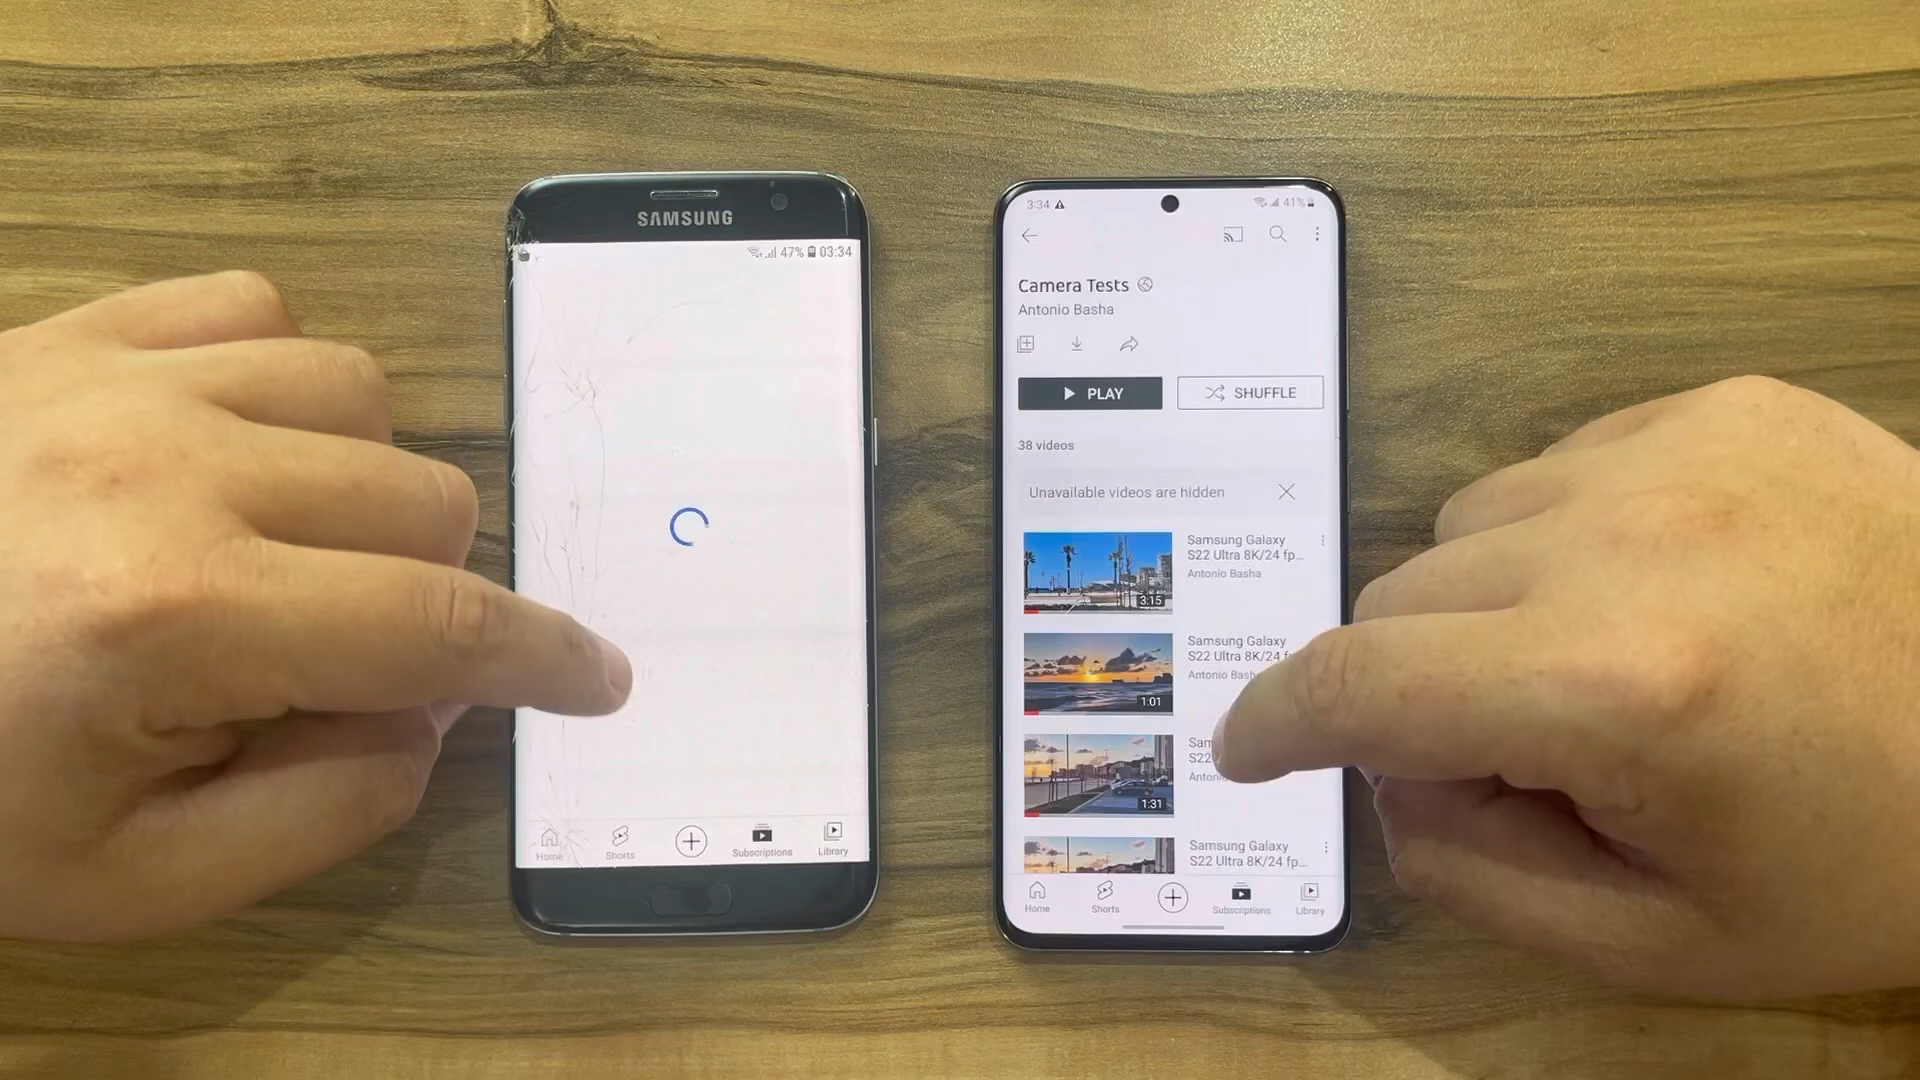 SAMSUNG
47% 03:34
Home
Shorts
Subscriptions
Library
3:34
41%
Camera Tests
Antonio Basha
PLAY
SHUFFLE
38 videos
Unavailable videos are hidden
3:15
Samsung Galaxy
S22 Ultra 8K/24 fp...
Antonio Basha
1:01
Samsung Galaxy
S22 Ultra 8K/24 f
Antonio Basha
1:31
Sam
S22
Antonio
Samsung Galaxy
S22 Ultra 8K/24 fp...
Home
Shorts
Subscriptions
Library